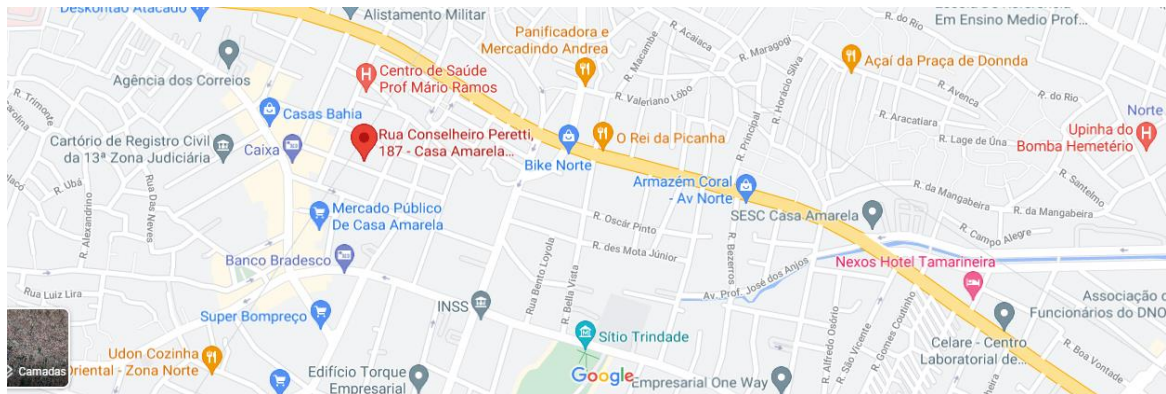 Deskontão Atacado
Alistamento Militar
Em Ensino Medio Prof...
Panificadora e
Mercadindo Andrea
R. Acaiaca
R. Maragogi
R. do Rio
Agência dos Correios
Centro de Saúde
Prof Mário Ramos
R. Macambe
R. Valeriano Lôbo
R. Horácio Silva
Açaí da Praça de Donnda
R. Avenca
R. do Rio
R. Trimonte
Casas Bahia
Rua Conselheiro Peretti,
187 - Casa Amarela...
O Rei da Picanha
R. Principal
R. Aracatiara
R. Lage de Úna
Norte
Upinha do
Bomba Hemetério
Cartório de Registro Civil
da 13ª Zona Judiciária
Caixa
Bike Norte
Armazém Coral
- Av Norte
R. Santelmo
R. Ubá
Rua Das Neves
R. Alexandrino
Mercado Público
De Casa Amarela
R. Oscár Pinto
SESC Casa Amarela
R. da Mangabeira
R. da Mangabeira
R. Campo Alegre
Banco Bradesco
R. des Mota Júnior
R. Bezerros
Nexos Hotel Tamarineira
Rua Luiz Lira
INSS
Rua Bento Loyola
R. Bela Vista
Av. Prof. José dos Anjos
Associação d
Funcionários do DNO
Super Bompreço
Sítio Trindade
R. Alfredo Osório
R. São Vicente
R. Gomes Coutinho
Celare - Centro
Laboratorial de...
R. Boa Vontade
Udon Cozinha
Oriental - Zona Norte
Camadas
Edifício Torque
Empresarial
Google
Empresarial One Way